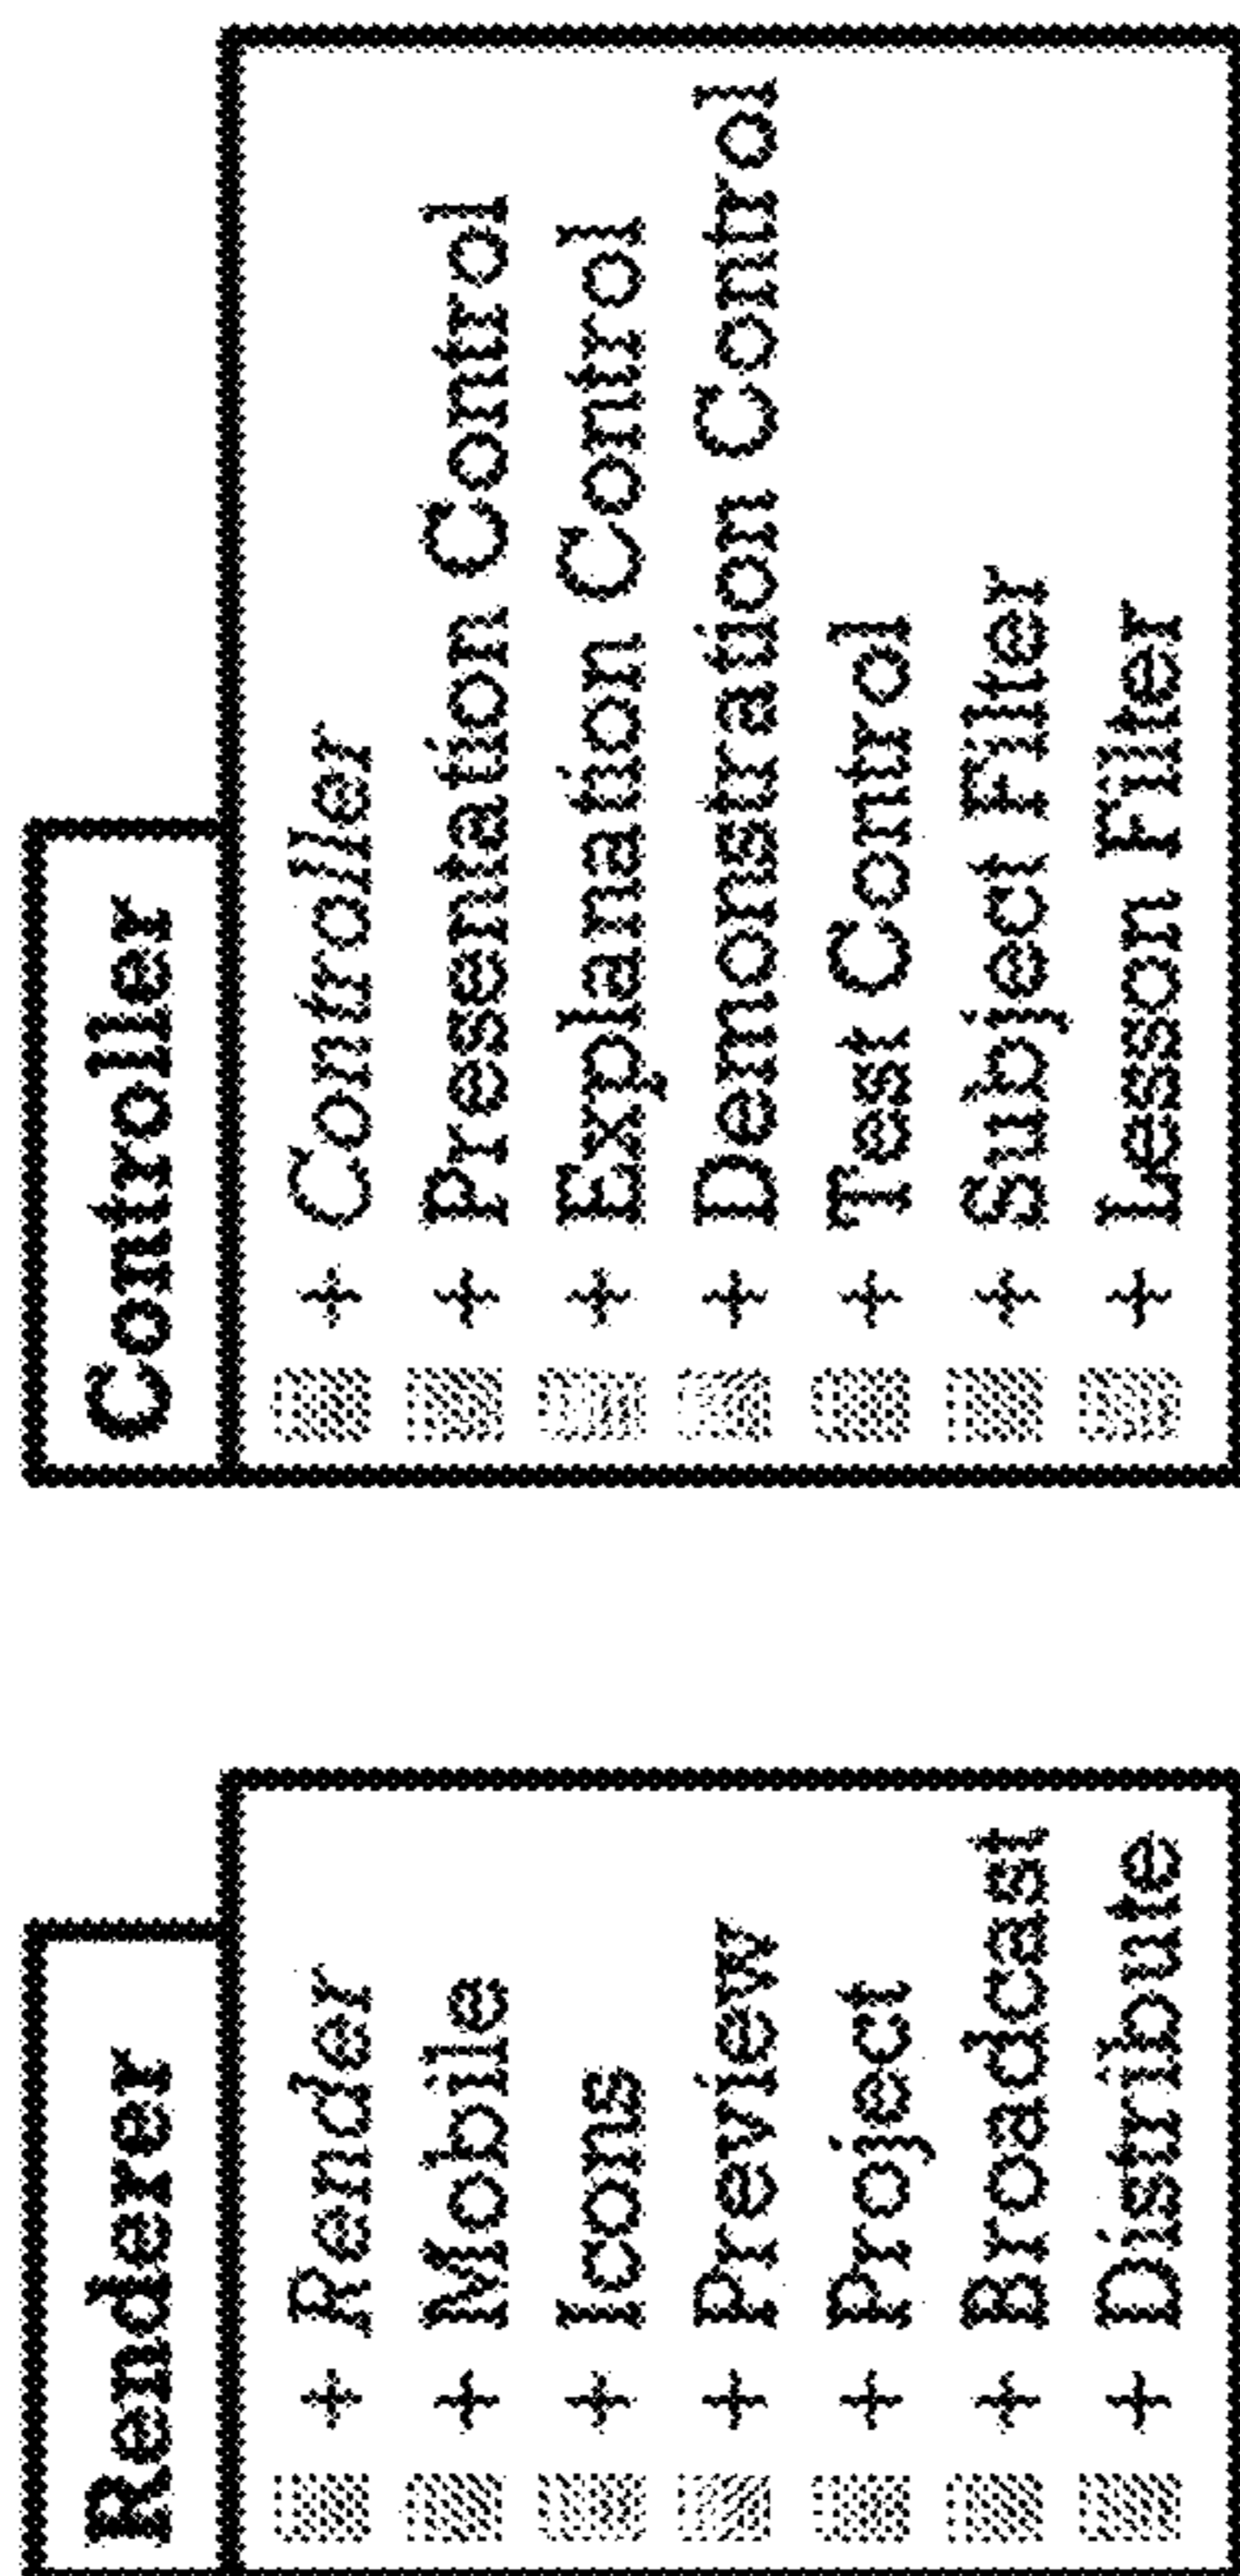 Renderer
+ Render
+ Mobile
+ Icons
+ Preview
+ Project
+ Broadcast
+ Distribute
Controller
+ Controller
+ Presentation Control
+ Explanation Control
+ Demonstration Control
+ Test Control
+ Subject Filter
+ Lesson Filter